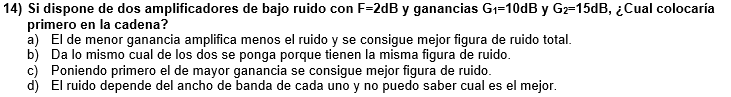 14) Si dispone de dos amplificadores de bajo ruido con F=2dB y ganancias G1=10dB y G2=15dB, ¿Cual colocaría
primero en la cadena?
a) El de menor ganancia amplifica menos el ruido y se consigue mejor figura de ruido total.
b) Da lo mismo cual de los dos se ponga porque tienen la misma figura de ruido.
c) Poniendo primero el de mayor ganancia se consigue mejor figura de ruido.
d) El ruido depende del ancho de banda de cada uno y no puedo saber cual es el mejor.